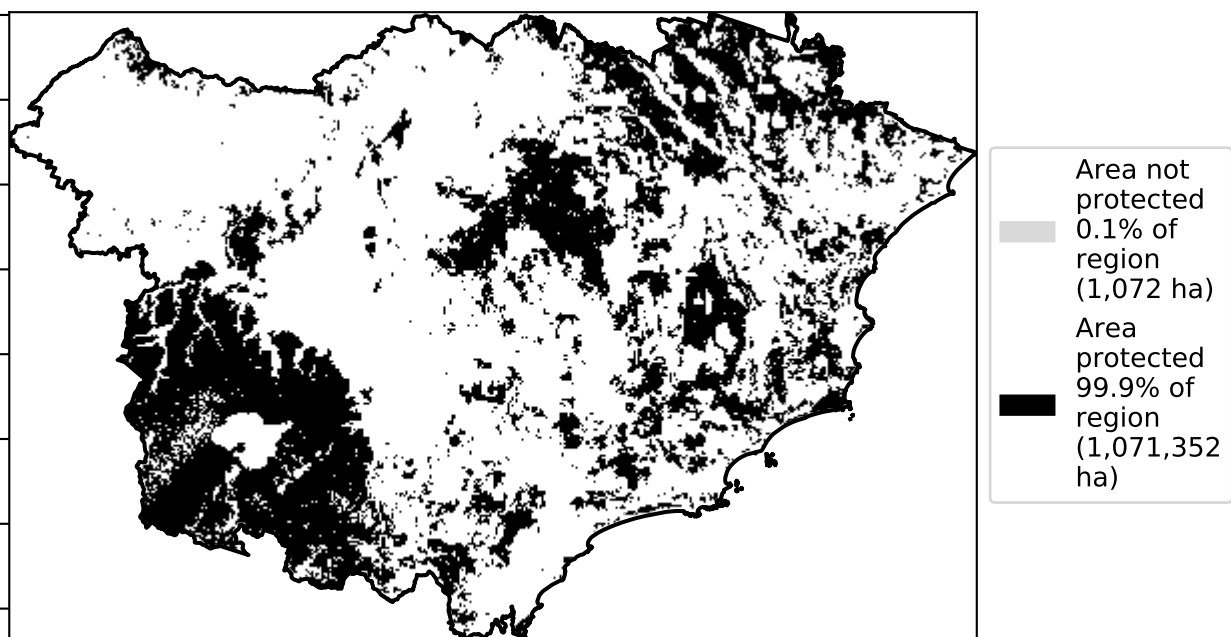 Area not
protected
0.1% of
region
(1,072 ha)
Area
protected
99.9% of
region
(1,071,352
ha)